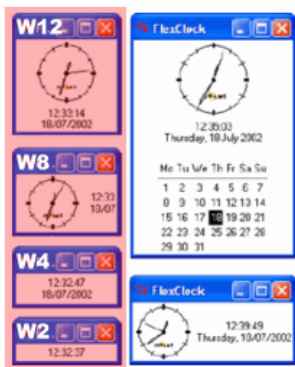 W12
12:33:14
18/07/2002
W8
12:33
18/07
W4
12:32:47
18/07/2002
W2
12:32:37
FlexClock
12:35:03
Thursday, 18 July 2002
Mo Tu We Th Fr Sa Su
1 2 3 4 5 6 7
8 9 10 11 12 13 14
15 16 17 18 19 20 21
22 23 24 25 26 27 28
29 30 31
FlexClock
12:39:49
Thursday, 18/07/2002